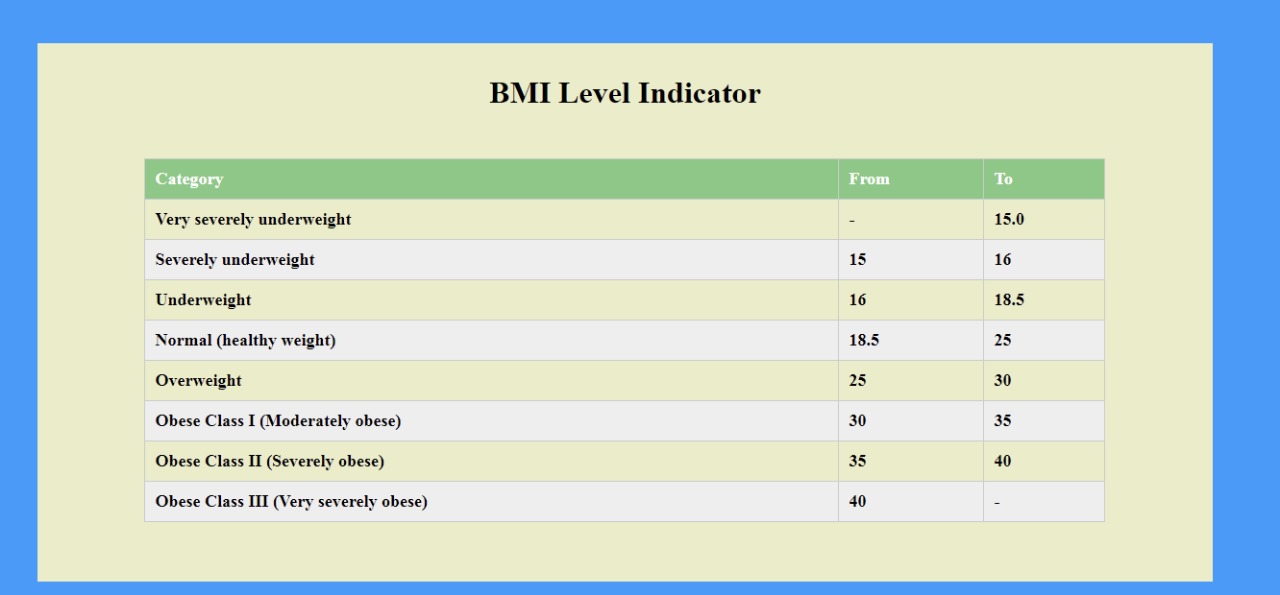 BMI Level Indicator
Category From To
Very severely underweight - 15.0
Severely underweight 15 16
Underweight 16 18.5
Normal (healthy weight) 18.5 25
Overweight 25 30
Obese Class I (Moderately obese) 30 35
Obese Class II (Severely obese) 35 40
Obese Class III (Very severely obese) 40 -